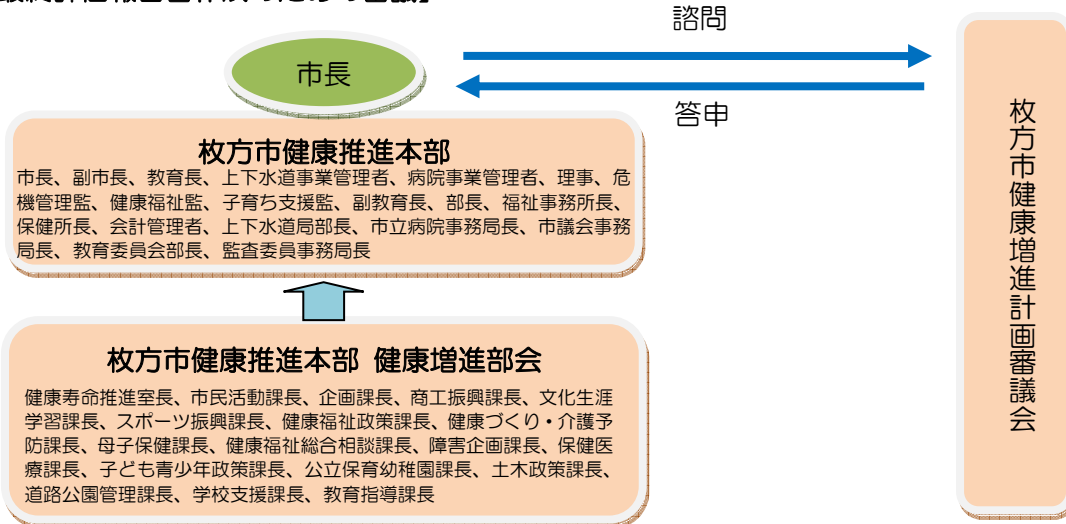 諮問
市長
答申
枚方市健康推進本部
市長、副市長、教育長、上下水道事業管理者、病院事業管理者、理事、危
機管理監、健康福祉監、子育ち支援監、副教育長、部長、福祉事務所長、
保健所長、会計管理者、上下水道局部長、市立病院事務局長、市議会事務
局長、教育委員会部長、監査委員事務局長
枚方市健康推進本部 健康増進部会
健康寿命推進室長、市民活動課長、企画課長、商工振興課長、文化生涯
学習課長、スポーツ振興課長、健康福祉政策課長、健康づくり・介護予
防課長、母子保健課長、健康福祉総合相談課長、障害企画課長、保健医
療課長、子ども青少年政策課長、公立保育幼稚園課長、土木政策課長、
道路公園管理課長、学校支援課長、教育指導課長
枚方市健康増進計画審議会